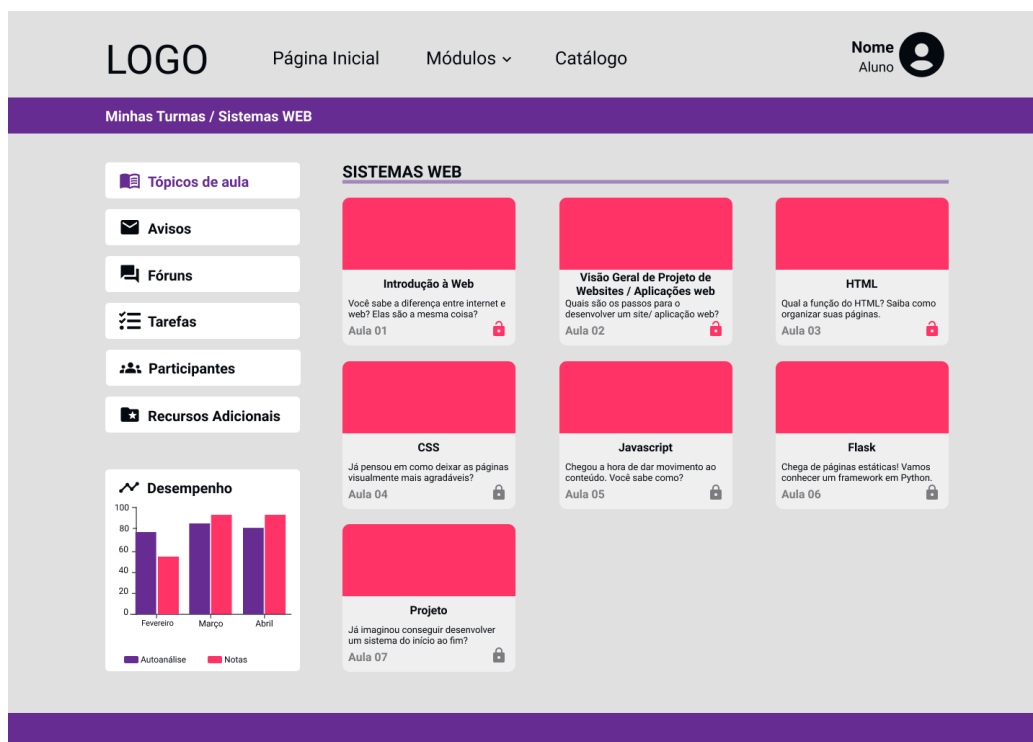 LOGO
Página Inicial
Módulos
Catálogo
Nome
Aluno
Minhas Turmas / Sistemas WEB
Tópicos de aula
Avisos
Fóruns
Tarefas
Participantes
Recursos Adicionais
Desempenho
100
80
60
40
20
0
Fevereiro
Março
Abril
Autoanálise
Notas
SISTEMAS WEB
Introdução à Web
Você sabe a diferença entre internet e
web? Elas são a mesma coisa?
Aula 01
Visão Geral de Projeto de
Websites / Aplicações web
Quais são os passos para o
desenvolver um site/ aplicação web?
Aula 02
HTML
Qual a função do HTML? Saiba como
organizar suas páginas.
Aula 03
CSS
Já pensou em como deixar as páginas
visualmente mais agradáveis?
Aula 04
Javascript
Chegou a hora de dar movimento ao
conteúdo. Você sabe como?
Aula 05
Flask
Chega de páginas estáticas! Vamos
conhecer um framework em Python.
Aula 06
Projeto
Já imaginou conseguir desenvolver
um sistema do início ao fim?
Aula 07